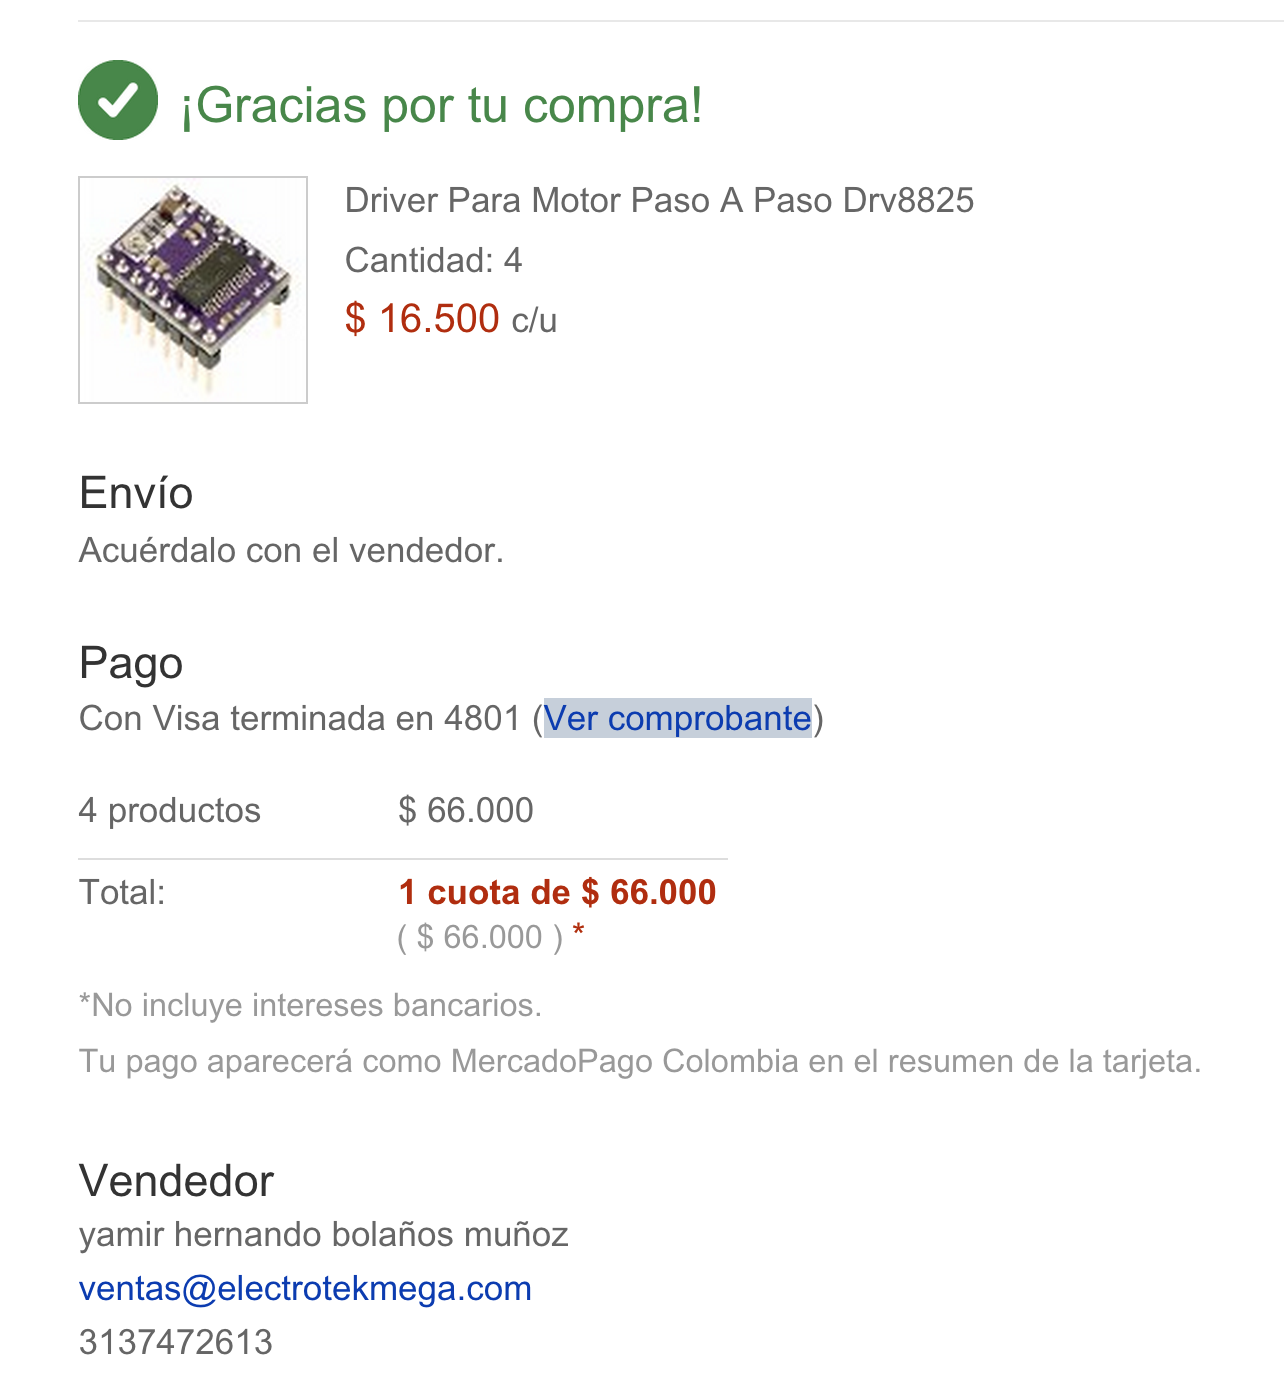 ¡Gracias por tu compra!
Driver Para Motor Paso A Paso Drv8825
Cantidad: 4
$ 16.500 c/u
Envío
Acuérdalo con el vendedor.
Pago
Con Visa terminada en 4801 (Ver comprobante)
4 productos $ 66.000
Total: 1 cuota de $ 66.000
( $ 66.000 ) *
*No incluye intereses bancarios.
Tu pago aparecerá como MercadoPago Colombia en el resumen de la tarjeta.
Vendedor
yamir hernando bolaños muñoz
ventas@electrotekmega.com
3137472613